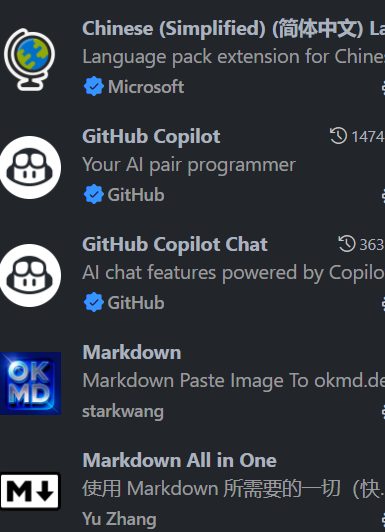 Chinese (Simplified) (简体中文) La
Language pack extension for Chine
Microsoft
GitHub Copilot 1474
Your AI pair programmer
GitHub
GitHub Copilot Chat 363
AI chat features powered by Copilo
GitHub
OK
MD
Markdown
Markdown Paste Image To okmd.de
starkwang
M
Markdown All in One
使用 Markdown 所需要的一切（快...
Yu Zhang